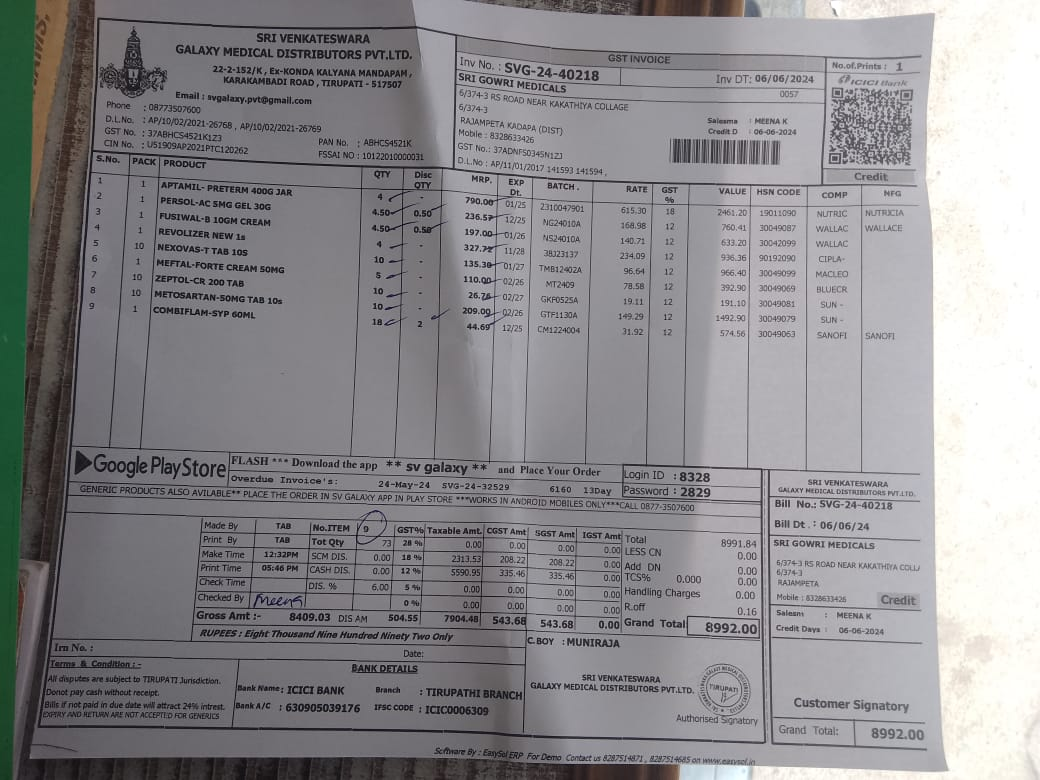 SRI VENKATESWARA
GALAXY MEDICAL DISTRIBUTORS PVT.LTD.
22-2-152/K , Ex-KONDA KALYANA MANDAPAM ,
KARAKAMBADI ROAD , TIRUPATI - 517507
Email : svgalaxy.pvt@gmail.com
Phone : 08773507600
D.L.No. : AP/10/02/2021-26768 , AP/10/02/2021-26769
GST No. : 37ABHCS4521K1Z3 PAN No. : ABHCS4521K
CIN No. : U51909AP2021PTC120262 FSSAI NO : 10122010000031
GST INVOICE
Inv No. : SVG-24-40218 Inv DT: 06/06/2024
SRI GOWRI MEDICALS 0057
6/374-3 RS ROAD NEAR KAKATHIYA COLLAGE
6/374-3
RAJAMPETA KADAPA (DIST)
Mobile : 8328633426
GST No.: 37ADNFS0345N1ZJ
D.L.No.: AP/11/01/2017 141593 141594 ,
Salesma : MEENA K
Credit D : 06-06-2024
No.of.Prints : 1
ICICI Bank
Credit
S.No. PACK PRODUCT QTY Disc QTY MRP. EXP Dt. BATCH . RATE GST % VALUE HSN CODE COMP NFG
1 1 APTAMIL- PRETERM 400G JAR 4 - 790.00 01/25 2310047901 615.30 18 2461.20 19011090 NUTRIC NUTRICIA
2 1 PERSOL-AC 5MG GEL 30G 4.50 0.50 236.57 12/25 NG24010A 168.98 12 760.41 30049087 WALLAC WALLACE
3 1 FUSIWAL-B 10GM CREAM 4.50 0.50 197.00 01/26 NS24010A 140.71 12 633.20 30042099 WALLAC
4 1 REVOLIZER NEW 1s 4 - 327.72 11/28 38J23137 234.09 12 936.36 90192090 CIPLA-
5 10 NEXOVAS-T TAB 10S 10 - 135.30 01/27 TMB12402A 96.64 12 966.40 30049099 MACLEO
6 1 MEFTAL-FORTE CREAM 50MG 5 - 110.00 02/26 MT2409 78.58 12 392.90 30049069 BLUECR
7 10 ZEPTOL-CR 200 TAB 10 - 26.76 02/27 GKF0525A 19.11 12 191.10 30049081 SUN -
8 10 METOSARTAN-50MG TAB 10s 10 - 209.00 02/26 GTF1130A 149.29 12 1492.90 30049079 SUN -
9 1 COMBIFLAM-SYP 60ML 18 2 44.69 12/25 CM1224004 31.92 12 574.56 30049063 SANOFI SANOFI
Google Play Store
FLASH *** Download the app ** sv galaxy ** and Place Your Order
Overdue Invoice's: 24-May-24 SVG-24-32529 6160 13Day
Login ID : 8328
Password : 2829
GENERIC PRODUCTS ALSO AVILABLE** PLACE THE ORDER IN SV GALAXY APP IN PLAY STORE ***WORKS IN ANDROID MOBILES ONLY***CALL 0877-3507600
Made By TAB No.ITEM 9 GST% Taxable Amt. CGST Amt SGST Amt IGST Amt
Print By TAB Tot Qty 73 28 % 0.00 0.00 0.00 0.00
Make Time 12:32PM SCM DIS. 0.00 18 % 2313.53 208.22 208.22 0.00
Print Time 05:46 PM CASH DIS. 0.00 12 % 5590.95 335.46 335.46 0.00
Check Time DIS. % 6.00 5 % 0.00 0.00 0.00 0.00
Checked By Meena 0 % 0.00 0.00 0.00 0.00
Gross Amt :- 8409.03 DIS AM 504.55 7904.48 543.68 543.68 0.00
RUPEES : Eight Thousand Nine Hundred Ninety Two Only
Total 8991.84
LESS CN 0.00
Add DN 0.00
TCS% 0.000 0.00
Handling Charges 0.00
R.off 0.16
Grand Total: 8992.00
Irn No. : Date:
C.BOY : MUNIRAJA
Terms & Condition :-
All disputes are subject to TIRUPATI Jurisdiction.
Donot pay cash without receipt.
Bills if not paid in due date will attract 24% intrest.
EXPIRY AND RETURN ARE NOT ACCEPTED FOR GENERICS
BANK DETAILS
Bank Name : ICICI BANK Branch : TIRUPATHI BRANCH
Bank A/C : 630905039176 IFSC CODE : ICIC0006309
SRI VENKATESWARA
GALAXY MEDICAL DISTRIBUTORS PVT.LTD.
TIRUPATI
Authorised Signatory
SRI VENKATESWARA
GALAXY MEDICAL DISTRIBUTORS PVT.LTD.
Bill No.: SVG-24-40218
Bill Dt. : 06/06/24
SRI GOWRI MEDICALS
6/374-3 RS ROAD NEAR KAKATHIYA COLLA
6/374-3
RAJAMPETA
Mobile : 8328633426 Credit
Salesm : MEENA K
Credit Days : 06-06-2024
Customer Signatory
Grand Total: 8992.00
Software By : EasySol ERP For Demo Contact us 8287514871 , 8287514685 on www.easysol.in